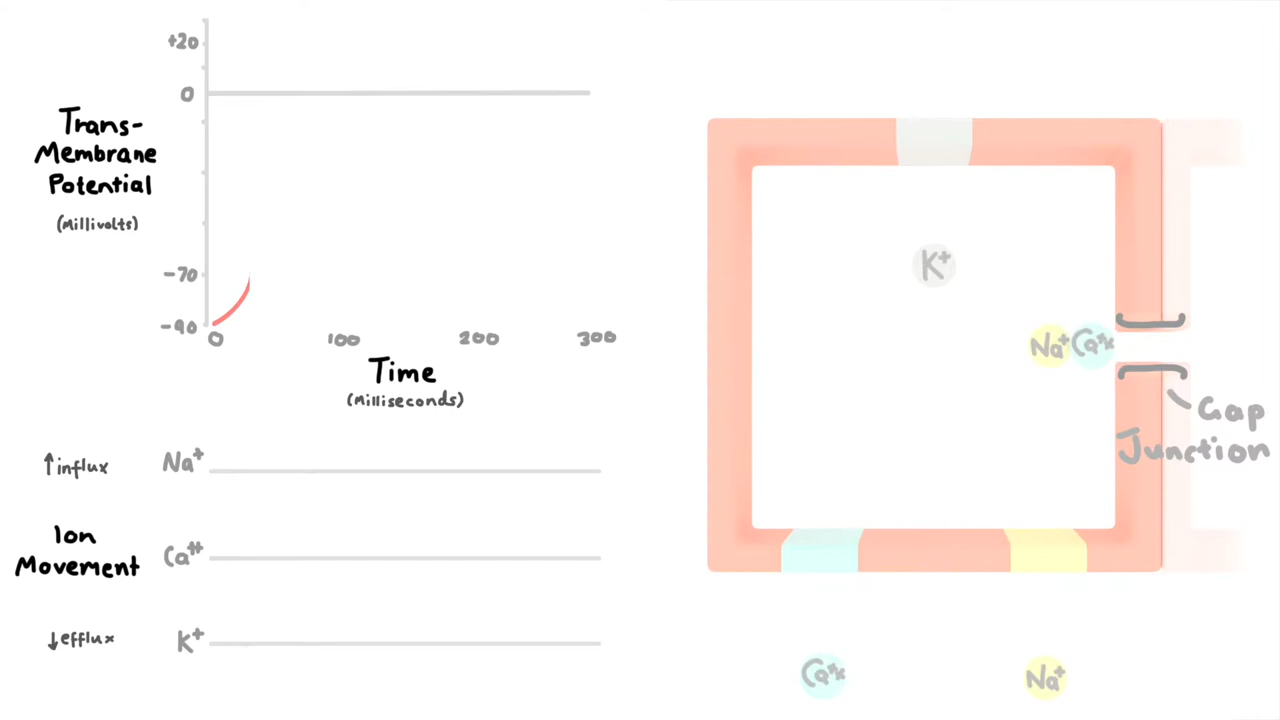 +20
0
Trans-
Membrane
Potential
(Millivolts)
-70
-90
0 100 200 300
Time
(Milliseconds)
↑influx Na⁺
Ion
Movement
Ca⁺⁺
↓efflux K⁺
K⁺
Na⁺ Ca⁺⁺
Gap
Junction
Ca⁺⁺ Na⁺